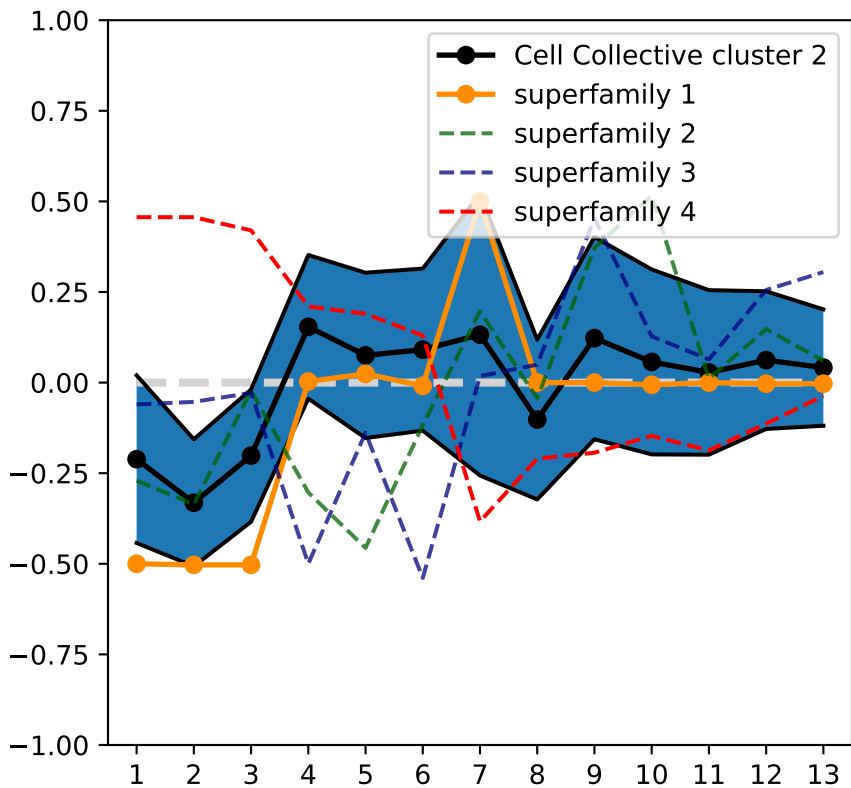 1.00
0.75
0.50
0.25
0.00
−0.25
−0.50
−0.75
−1.00
Cell Collective cluster 2
superfamily 1
superfamily 2
superfamily 3
superfamily 4
1 2 3 4 5 6 7 8 9 10 11 12 13